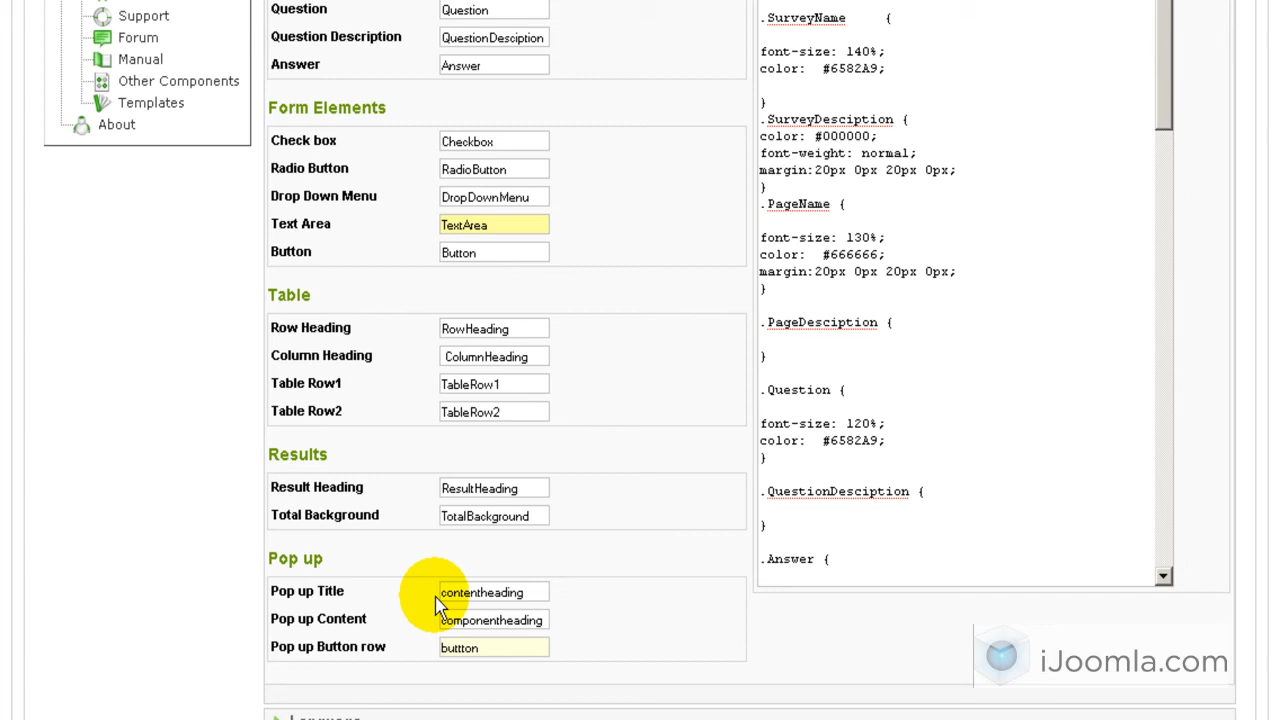 Support
Forum
Manual
Other Components
Templates
About
Question Question
Question Description QuestionDesciption
Answer Answer
Form Elements
Check box Checkbox
Radio Button RadioButton
Drop Down Menu DropDownMenu
Text Area TextArea
Button Button
Table
Row Heading RowHeading
Column Heading ColumnHeading
Table Row1 TableRow1
Table Row2 TableRow2
Results
Result Heading ResultHeading
Total Background TotalBackground
Pop up
Pop up Title contentheading
Pop up Content componentheading
Pop up Button row buttton
.SurveyName {
font-size: 140%;
color: #6582A9;
}
.SurveyDesciption {
color: #000000;
font-weight: normal;
margin:20px 0px 20px 0px;
}
.PageName {
font-size: 130%;
color: #666666;
margin:20px 0px 20px 0px;
}
.PageDesciption {
}
.Question {
font-size: 120%;
color: #6582A9;
}
.QuestionDesciption {
}
.Answer {
iJoomla.com